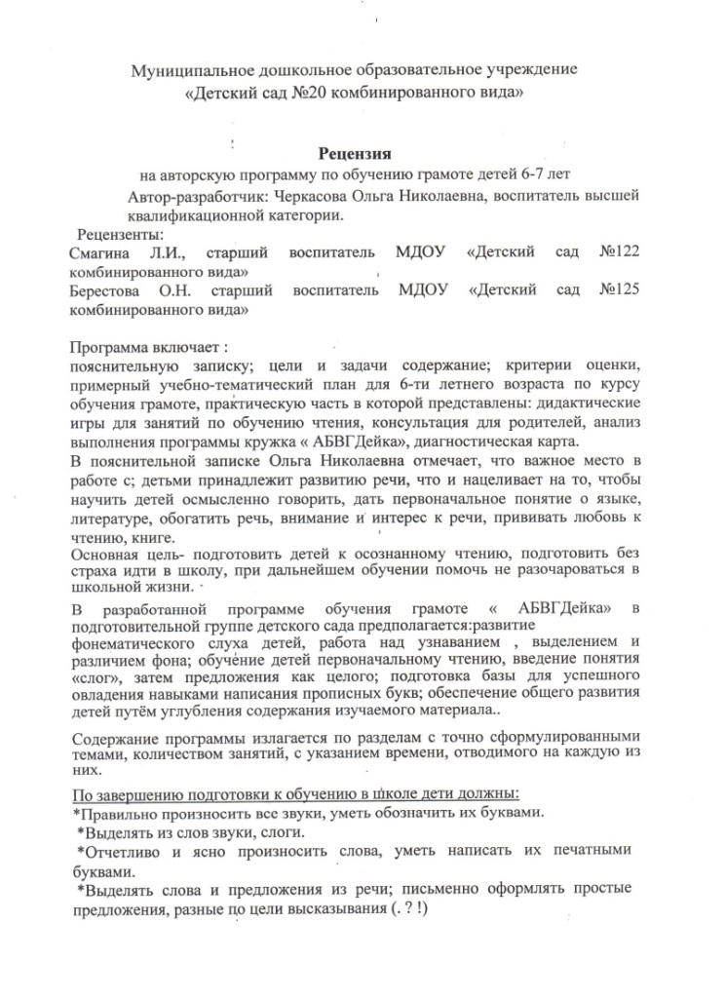 Муниципальное дошкольное образовательное учреждение
«Детский сад №20 комбинированного вида»
Рецензия
на авторскую программу по обучению грамоте детей 6-7 лет
Автор-разработчик: Черкасова Ольга Николаевна, воспитатель высшей
квалификационной категории.
Рецензенты:
Смагина Л.И., старший воспитатель МДОУ «Детский сад №122
комбинированного вида»
Берестова О.Н. старший воспитатель МДОУ «Детский сад №125
комбинированного вида»
Программа включает :
пояснительную записку; цели и задачи содержание; критерии оценки,
примерный учебно-тематический план для 6-ти летнего возраста по курсу
обучения грамоте, практическую часть в которой представлены: дидактические
игры для занятий по обучению чтения, консультация для родителей, анализ
выполнения программы кружка « АБВГДейка», диагностическая карта.
В пояснительной записке Ольга Николаевна отмечает, что важное место в
работе с; детьми принадлежит развитию речи, что и нацеливает на то, чтобы
научить детей осмысленно говорить, дать первоначальное понятие о языке,
литературе, обогатить речь, внимание и интерес к речи, прививать любовь к
чтению, книге.
Основная цель- подготовить детей к осознанному чтению, подготовить без
страха идти в школу, при дальнейшем обучении помочь не разочароваться в
школьной жизни.
В разработанной программе обучения грамоте « АБВГДейка» в
подготовительной группе детского сада предполагается:развитие
фонематического слуха детей, работа над узнаванием , выделением и
различием фона; обучение детей первоначальному чтению, введение понятия
«слог», затем предложения как целого; подготовка базы для успешного
овладения навыками написания прописных букв; обеспечение общего развития
детей путём углубления содержания изучаемого материала..
Содержание программы излагается по разделам с точно сформулированными
темами, количеством занятий, с указанием времени, отводимого на каждую из
них.
По завершению подготовки к обучению в школе дети должны:
*Правильно произносить все звуки, уметь обозначить их буквами.
*Выделять из слов звуки, слоги.
*Отчетливо и ясно произносить слова, уметь написать их печатными
буквами.
*Выделять слова и предложения из речи; письменно оформлять простые
предложения, разные по цели высказывания (. ? !)